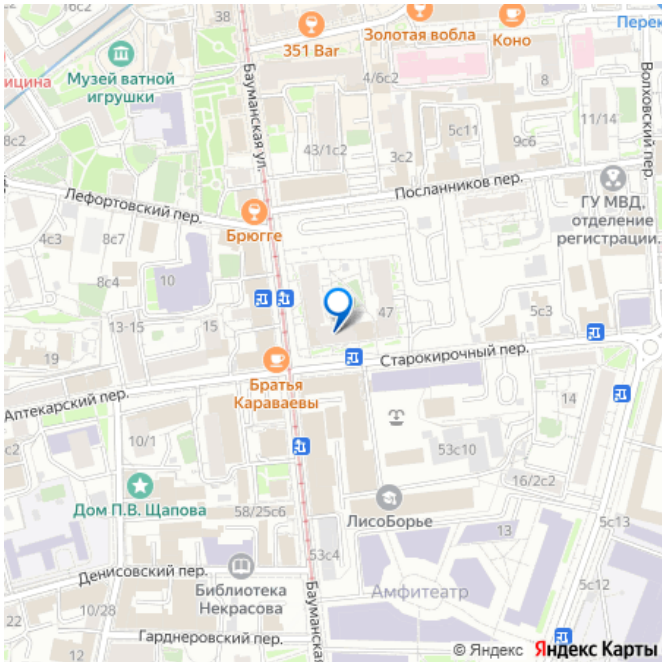 38
351 Bar
Золотая вобла
Коно
Перек
ицина
Музей ватной
игрушки
4/6с2
8
Бауманская ул.
Волховский пер.
8с2
43/1с2
5с11
9с6
11/14
3с2
Лефортовский пер.
Посланников пер.
ГУ МВД,
отделение
регистрации...
Брюгге
4с3
8с7
8с4
10
13-15
15
47
5с3
19
Старокирочный пер.
Братья
Караваевы
Аптекарский пер.
14
с2
10/1
53с10
16/2с2
Дом П.В. Щапова
58/25с6
ЛисоБорье
13
5с13
53с4
Денисовский пер.
Библиотека
Некрасова
Амфитеатр
5с12
10/28
Бауманская
Гарднеровский пер.
© Яндекс Яндекс Карты